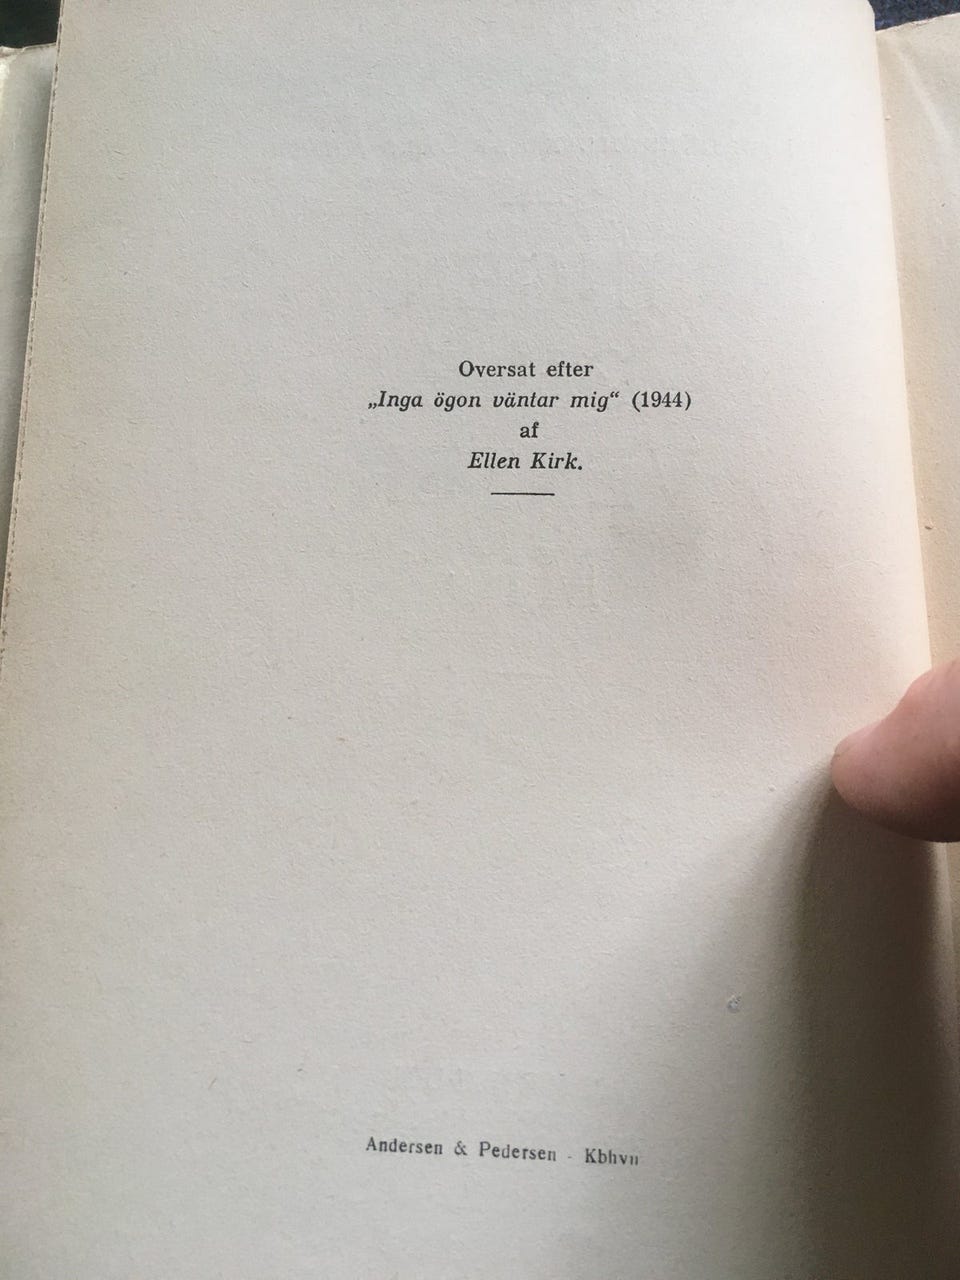 Oversat efter
„Inga ögon väntar mig“ (1944)
af
Ellen Kirk.
Andersen & Pedersen - Kbhvn